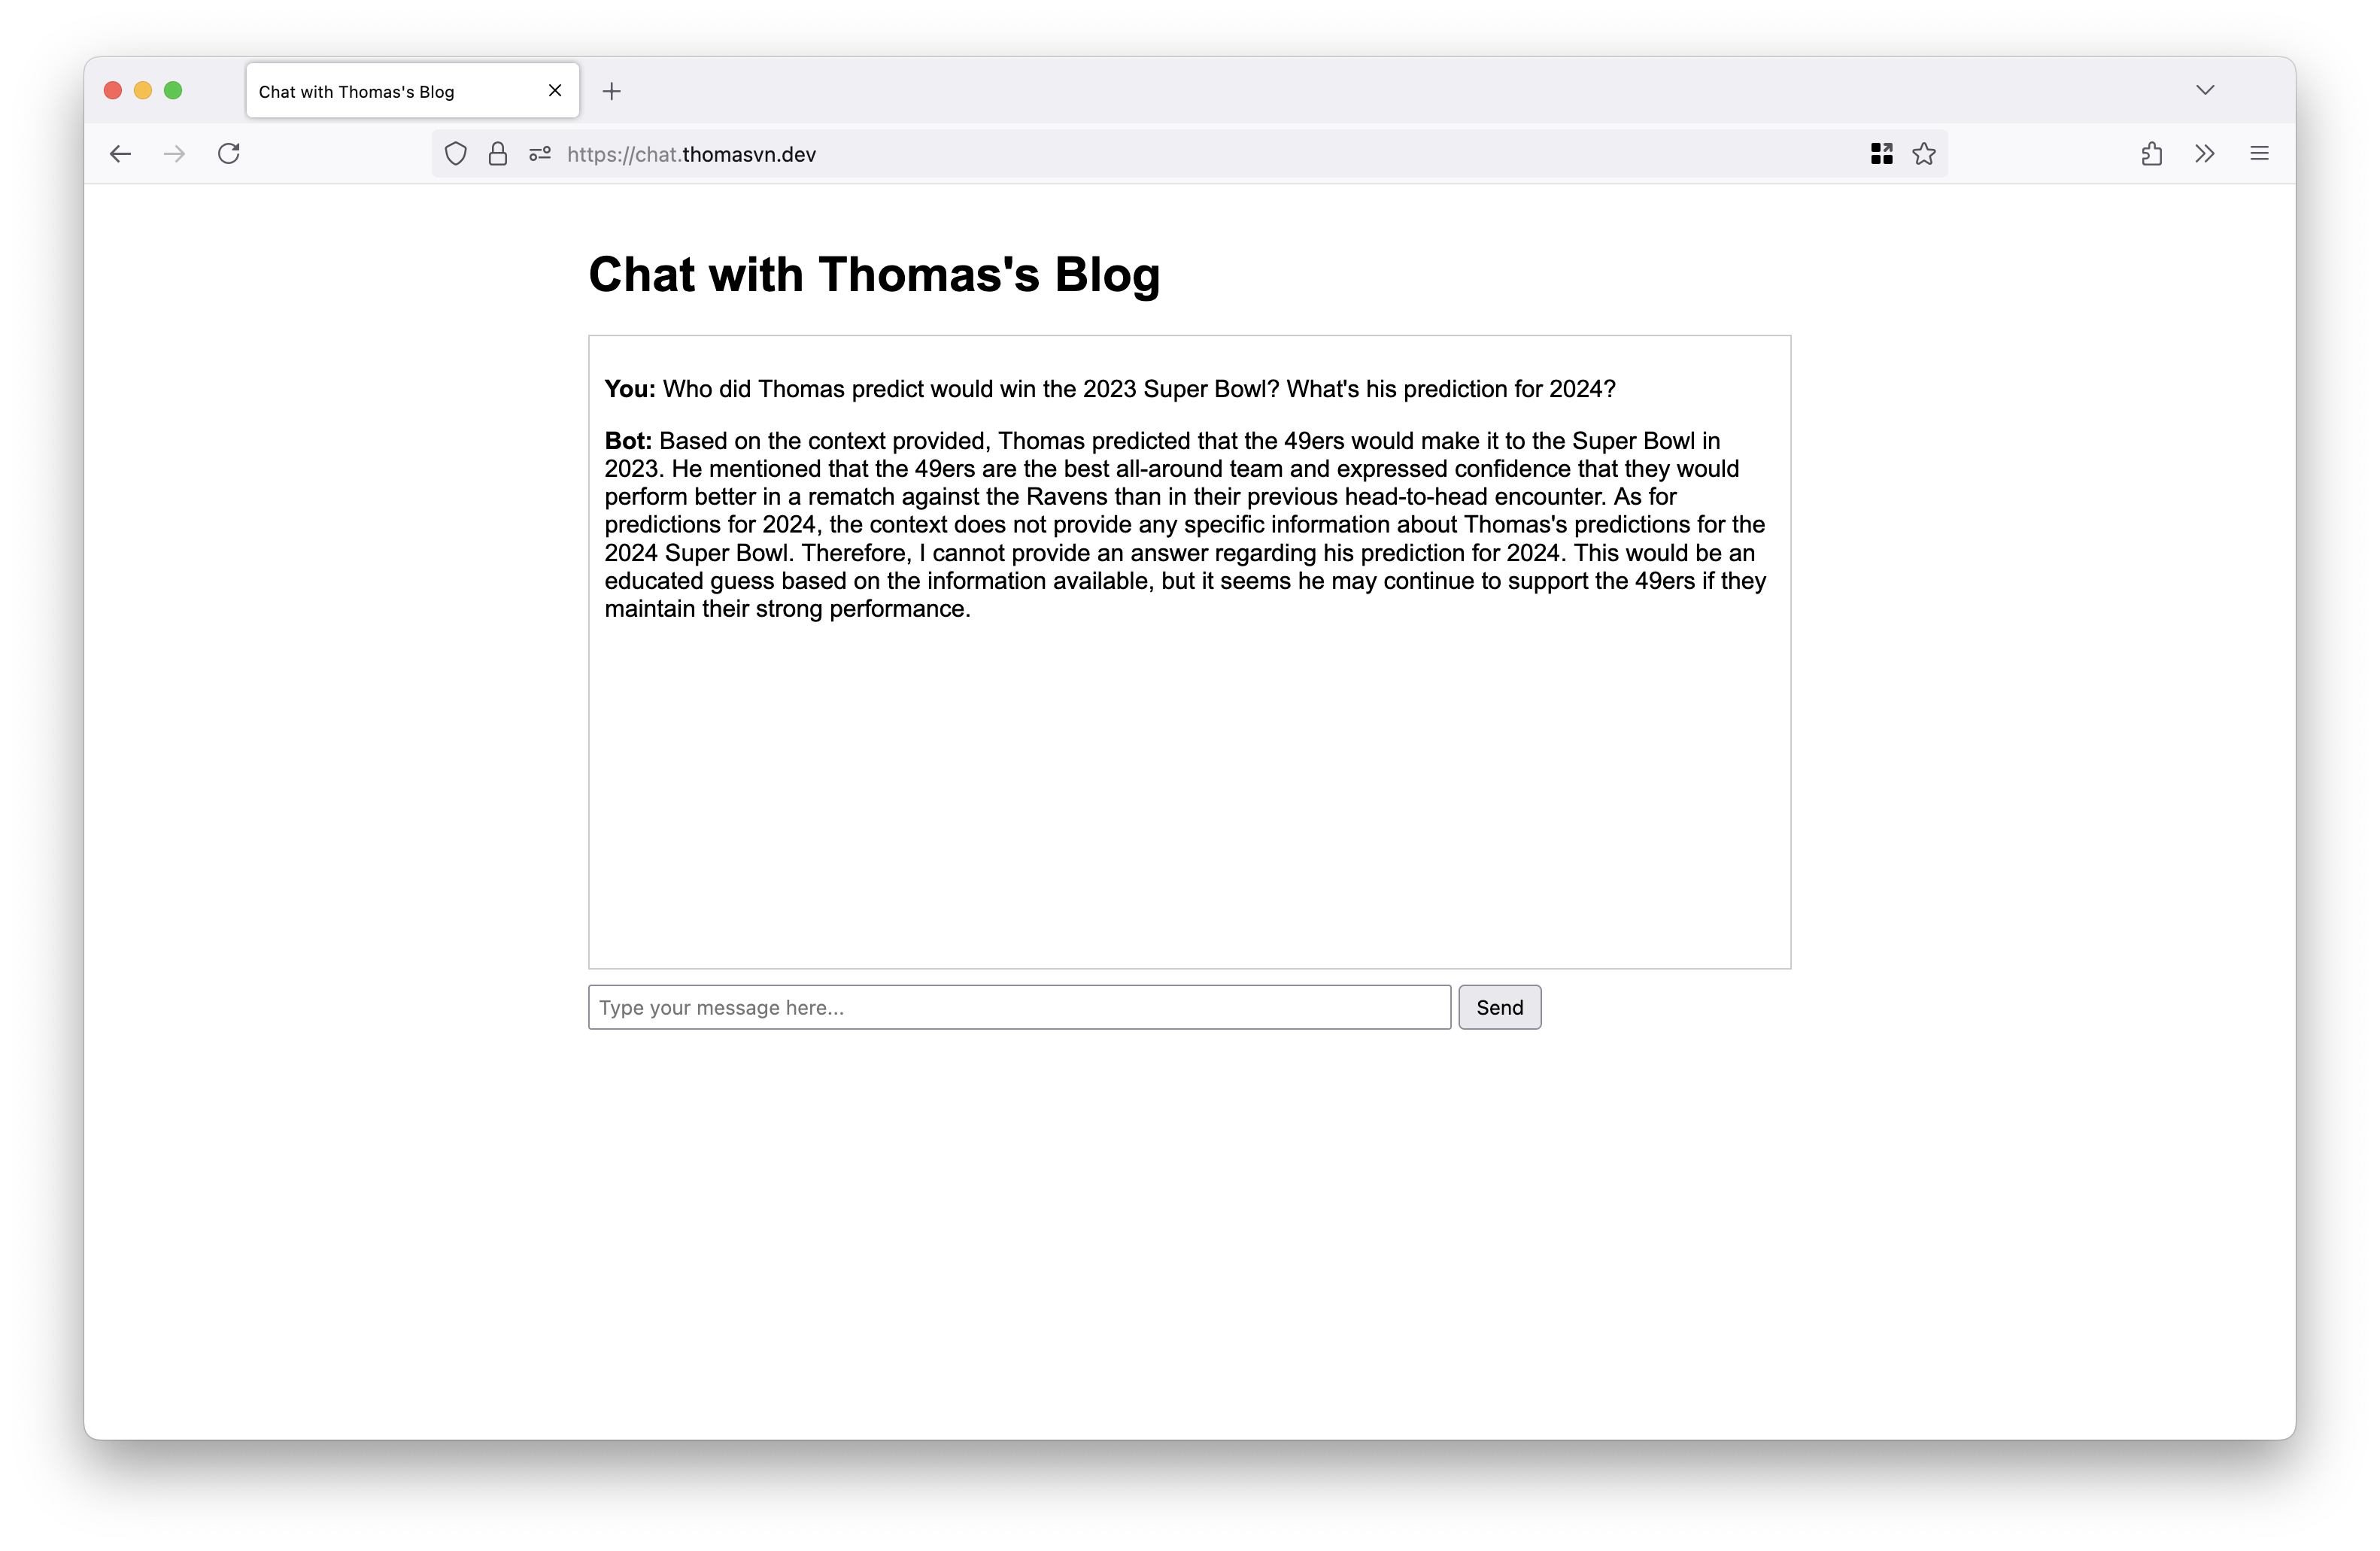 Chat with Thomas's Blog
https://chat.thomasvn.dev
Chat with Thomas's Blog
You: Who did Thomas predict would win the 2023 Super Bowl? What's his prediction for 2024?
Bot: Based on the context provided, Thomas predicted that the 49ers would make it to the Super Bowl in
2023. He mentioned that the 49ers are the best all-around team and expressed confidence that they would
perform better in a rematch against the Ravens than in their previous head-to-head encounter. As for
predictions for 2024, the context does not provide any specific information about Thomas's predictions for the
2024 Super Bowl. Therefore, I cannot provide an answer regarding his prediction for 2024. This would be an
educated guess based on the information available, but it seems he may continue to support the 49ers if they
maintain their strong performance.
Type your message here...
Send